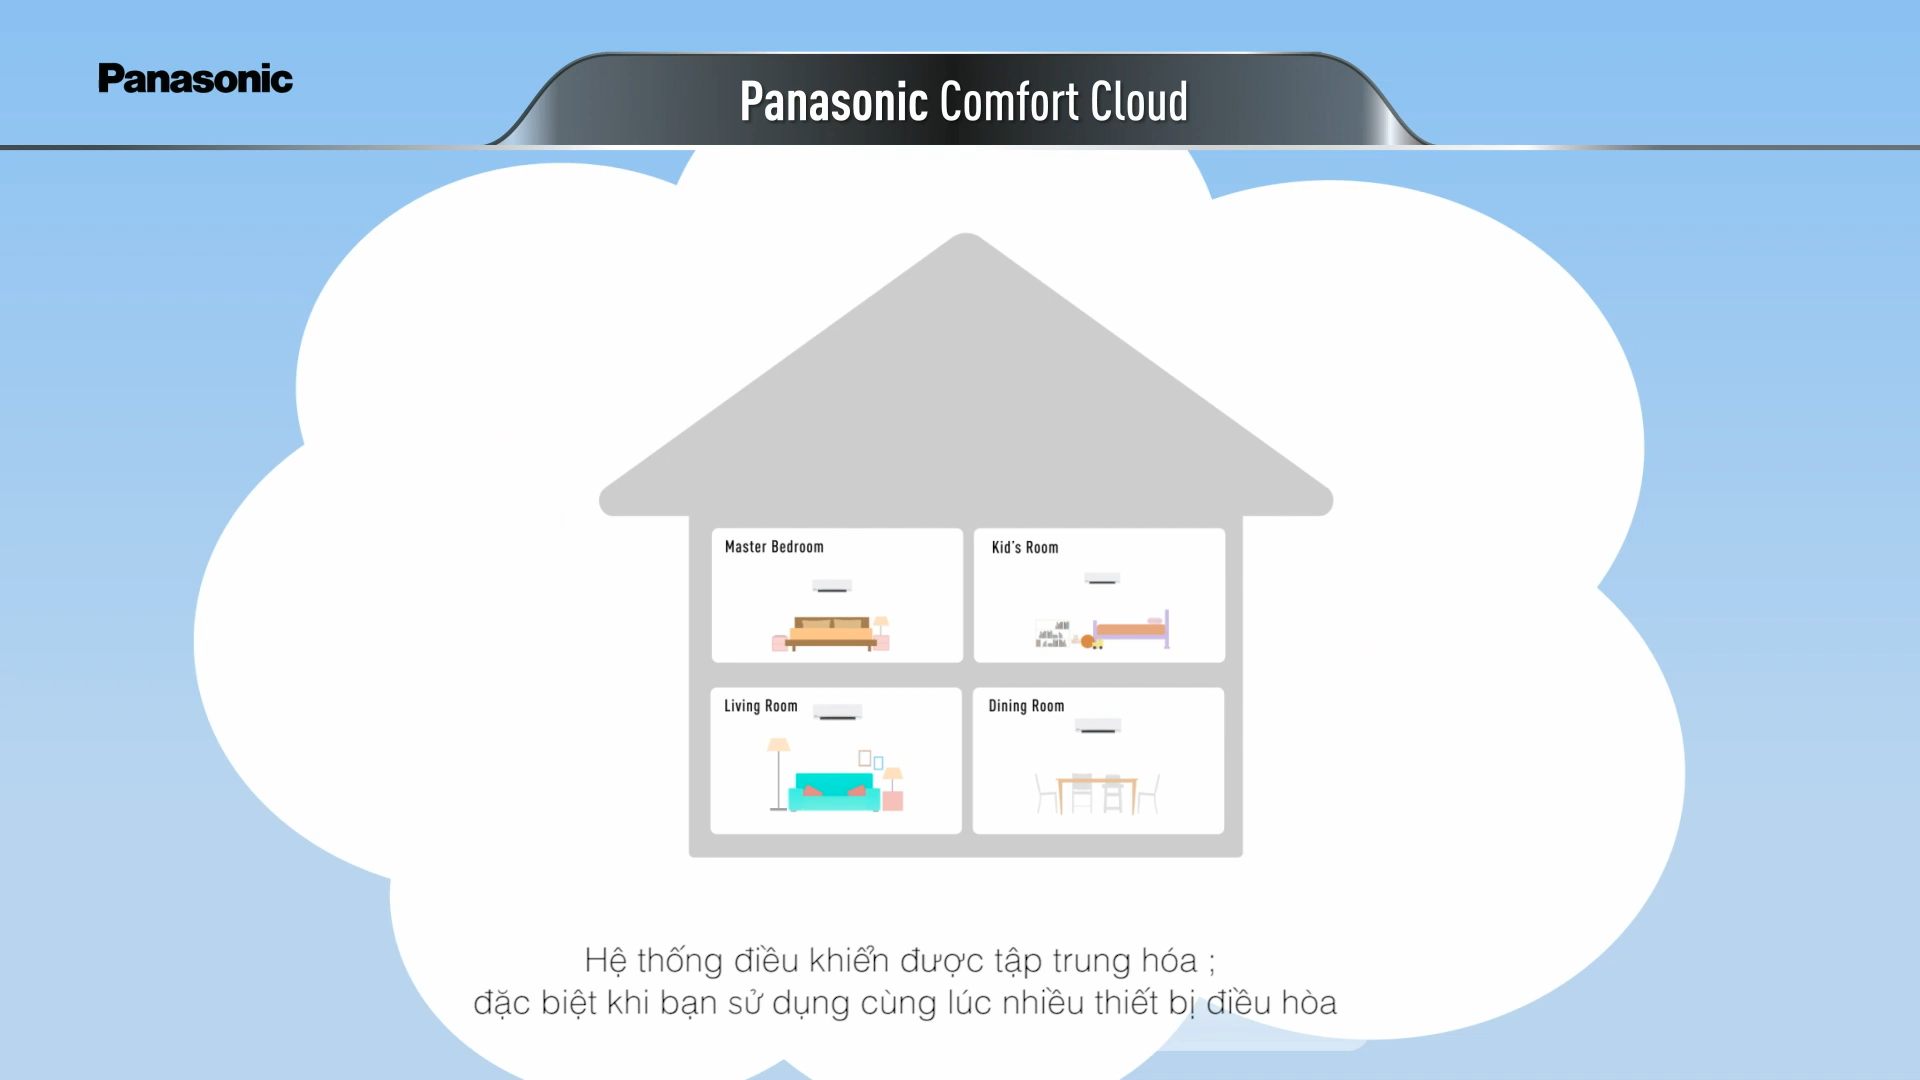 Panasonic
Panasonic Comfort Cloud
Master Bedroom
Kid's Room
Living Room
Dining Room
Hệ thống điều khiển được tập trung hóa ;
đặc biệt khi bạn sử dụng cùng lúc nhiều thiết bị điều hòa